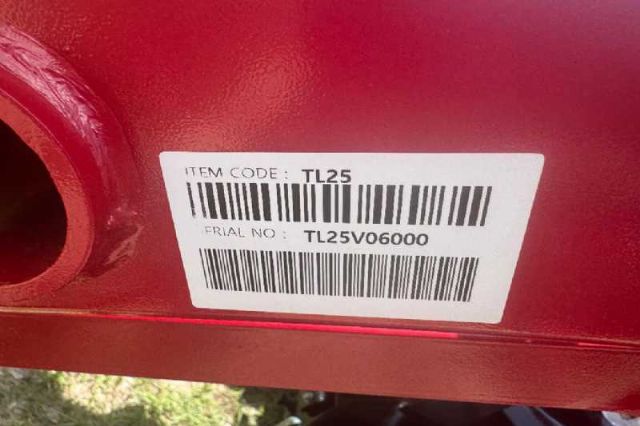 ITEM CODE : TL25
ERIAL NO : TL25V06000